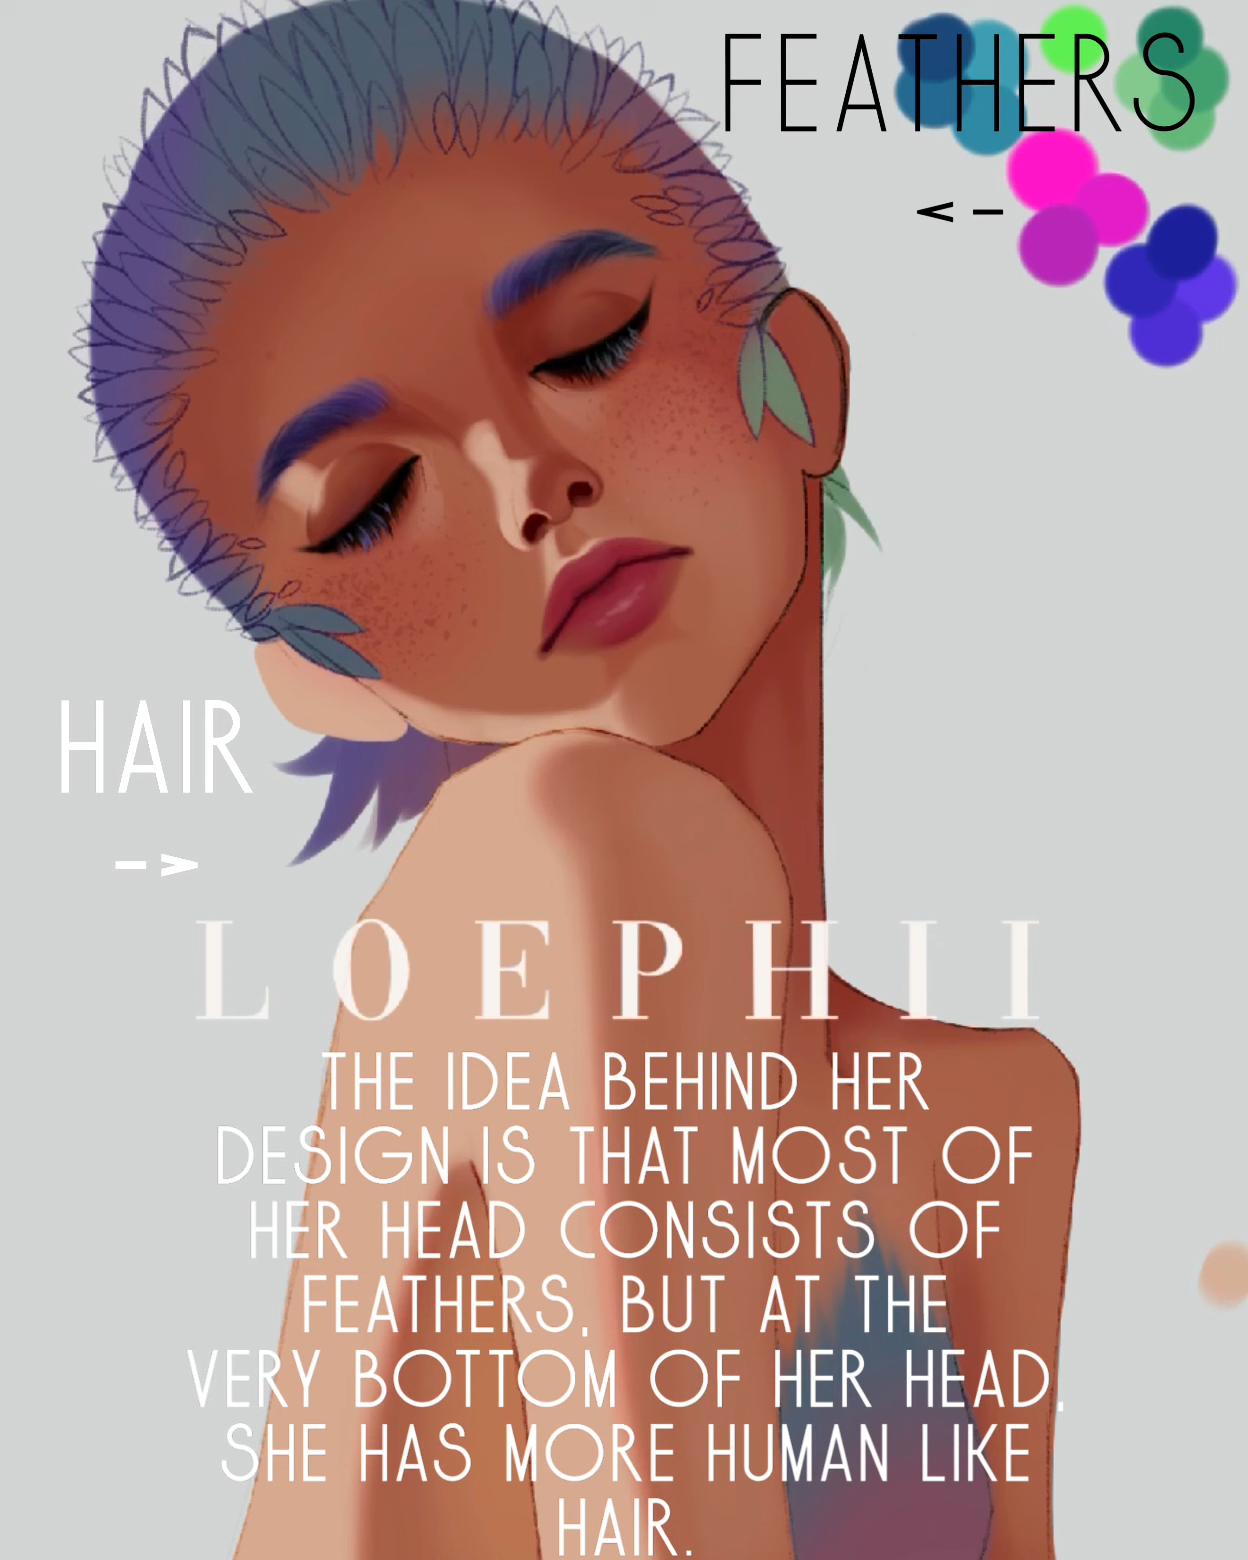 FEATHERS
<-
HAIR
->
LOEPHII
THE IDEA BEHIND HER
DESIGN IS THAT MOST OF
HER HEAD CONSISTS OF
FEATHERS, BUT AT THE
VERY BOTTOM OF HER HEAD,
SHE HAS MORE HUMAN LIKE
HAIR.